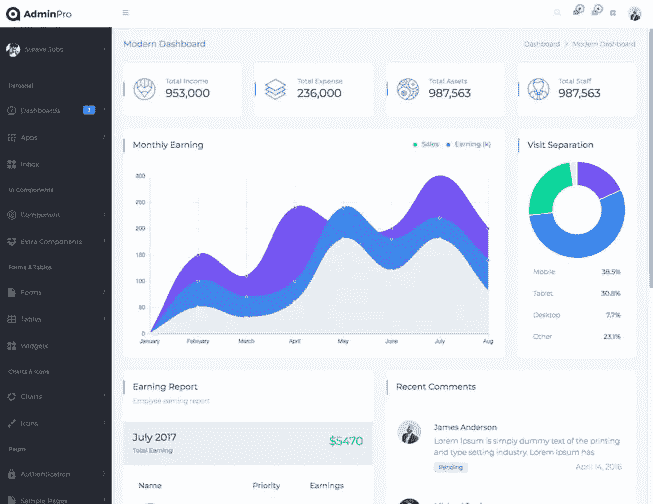 AdminPro
Modern Dashboard
Dashboard > Modern Dashboard
Steave Jobs
Personal
Dashboards
Apps
Inbox
UI Components
Component
Extra Components
Forms & Tables
Forms
Tables
Widgets
Charts & Icons
Charts
Icons
Pages
Authentication
Sample Pages
Total Income
953,000
Total Expense
236,000
Total Assets
987,563
Total Staff
987,563
Monthly Earning
Sales
Earning (k)
300
250
200
150
100
50
0
January
February
March
April
May
June
July
Aug
Visit Separation
Mobile 38.5%
Tablet 30.8%
Desktop 7.7%
Other 23.1%
Earning Report
Employee earning report
July 2017
Total Earning
$5470
Name Priority Earnings
Recent Comments
James Anderson
Lorem Ipsum is simply dummy text of the printing
and type setting industry. Lorem Ipsum has
Pending
April 14, 2016